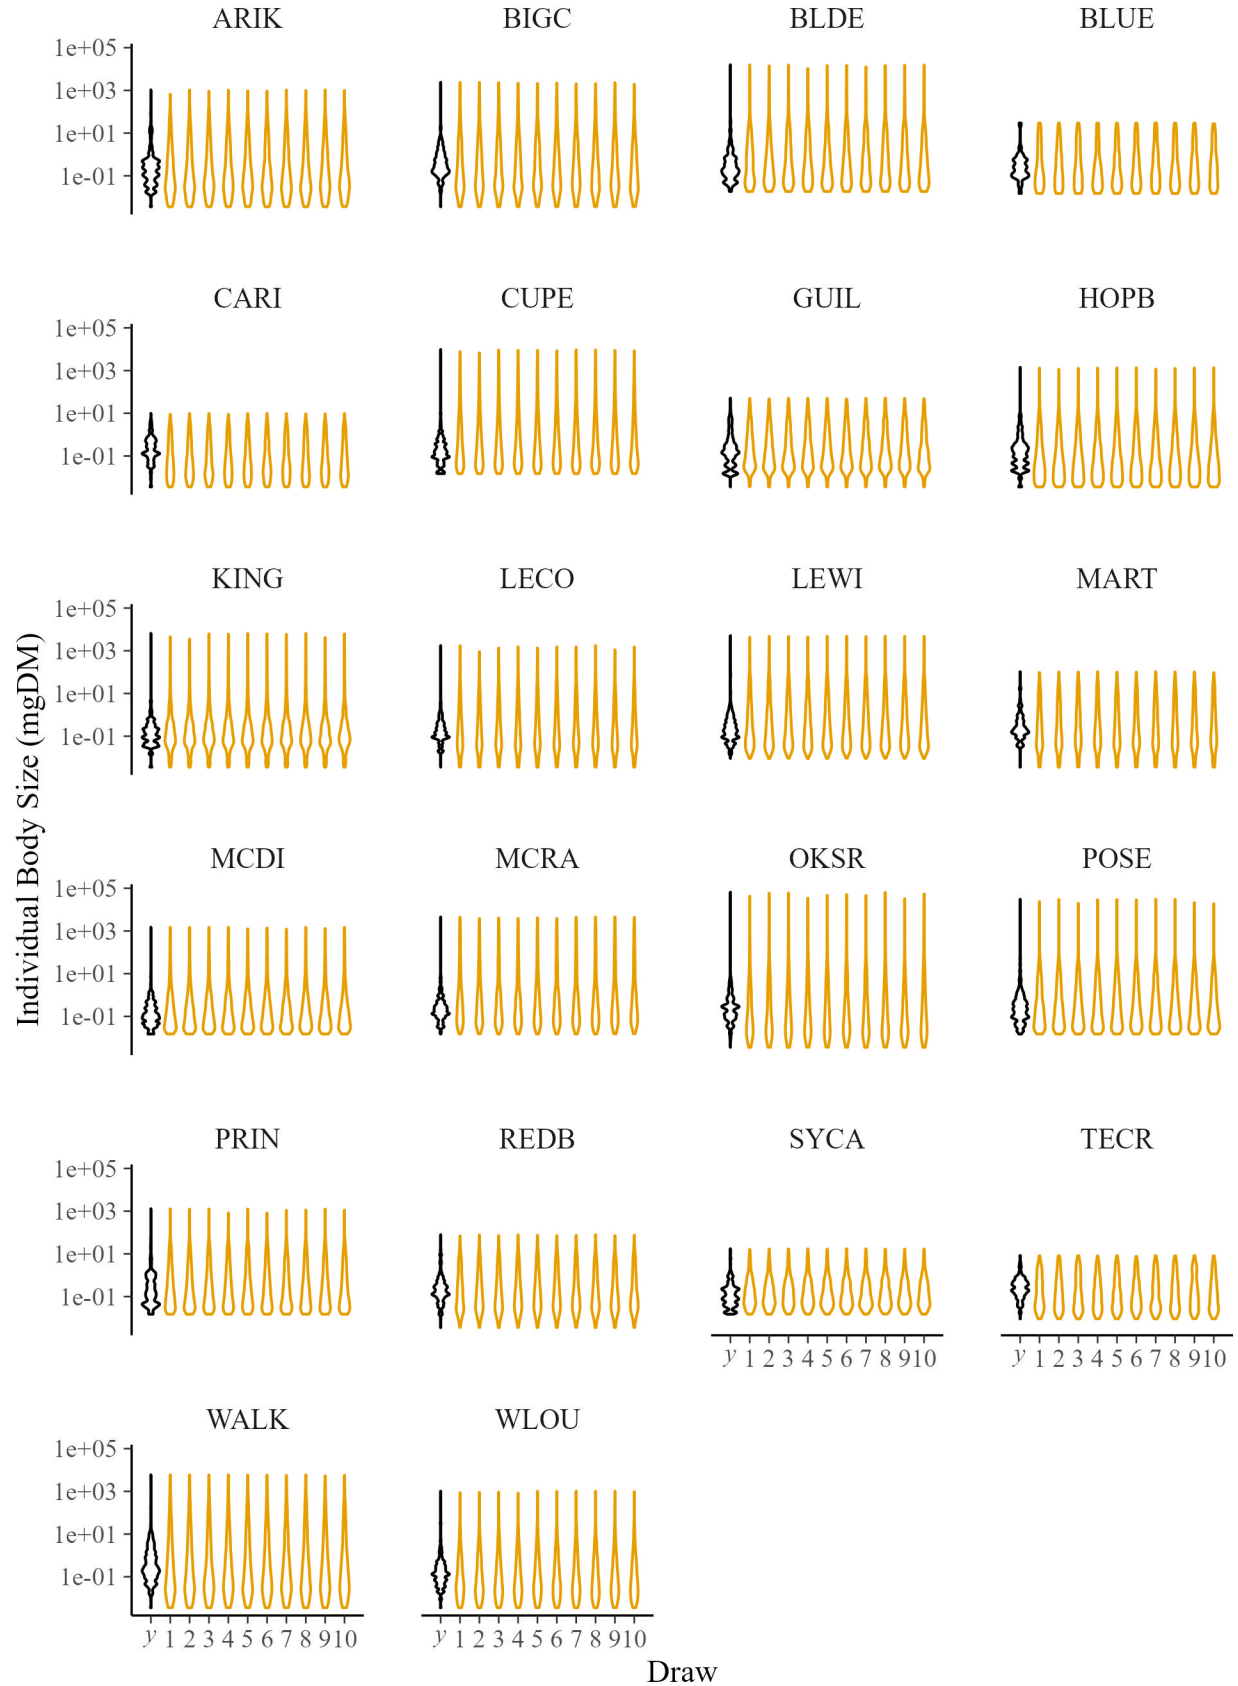 ARIK BIGC BLDE BLUE
1e+05
1e+03
1e+01
1e-01
CARI CUPE GUIL HOPB
1e+05
1e+03
1e+01
1e-01
KING LECO LEWI MART
1e+05
1e+03
1e+01
1e-01
Individual Body Size (mgDM)
MCDI MCRA OKSR POSE
1e+05
1e+03
1e+01
1e-01
PRIN REDB SYCA TECR
1e+05
1e+03
1e+01
1e-01
y 1 2 3 4 5 6 7 8 9 10 y 1 2 3 4 5 6 7 8 9 10
WALK WLOU
1e+05
1e+03
1e+01
1e-01
y 1 2 3 4 5 6 7 8 9 10 y 1 2 3 4 5 6 7 8 9 10
Draw